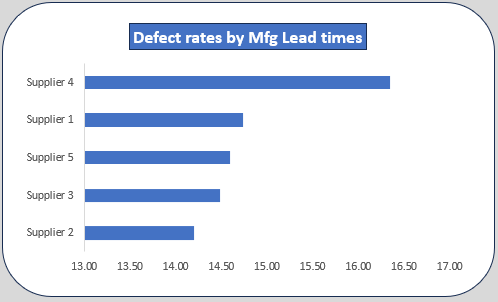 Defect rates by Mfg Lead times
Supplier 4
Supplier 1
Supplier 5
Supplier 3
Supplier 2
13.00 13.50 14.00 14.50 15.00 15.50 16.00 16.50 17.00